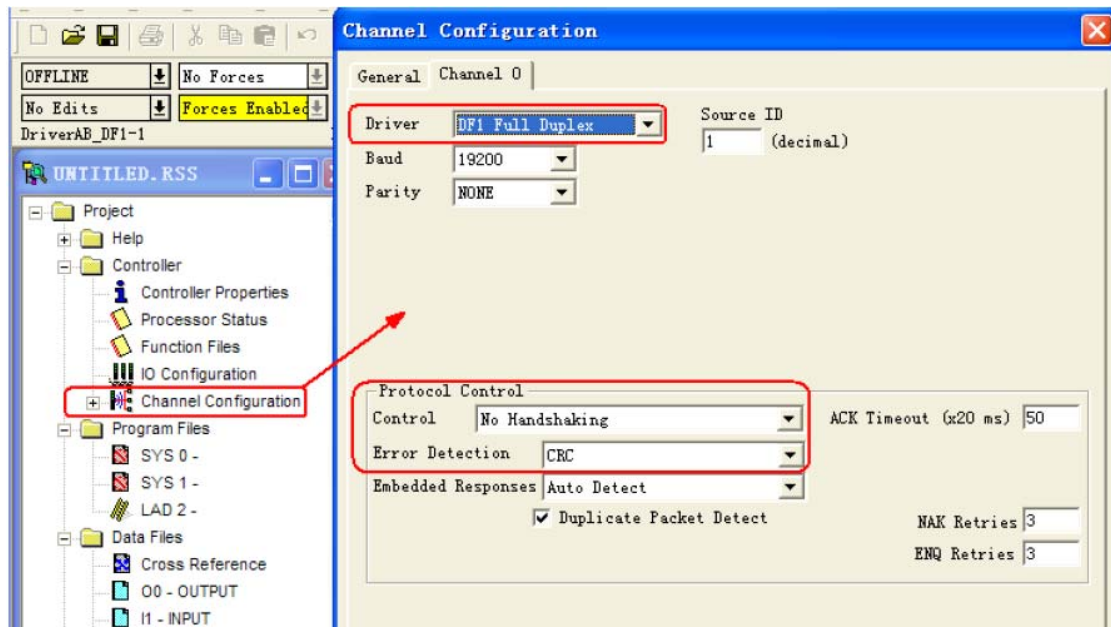 OFFLINE
No Forces
No Edits
Forces Enabled
DriverAB_DF1-1
UNTITLED.RSS
Project
Help
Controller
Controller Properties
Processor Status
Function Files
IO Configuration
Channel Configuration
Program Files
SYS 0 -
SYS 1 -
LAD 2 -
Data Files
Cross Reference
O0 - OUTPUT
I1 - INPUT
Channel Configuration
General
Channel 0
Driver
DF1 Full Duplex
Source ID
1 (decimal)
Baud
19200
Parity
NONE
Protocol Control
Control
No Handshaking
ACK Timeout (x20 ms) 50
Error Detection
CRC
Embedded Responses Auto Detect
Duplicate Packet Detect
NAK Retries 3
ENQ Retries 3